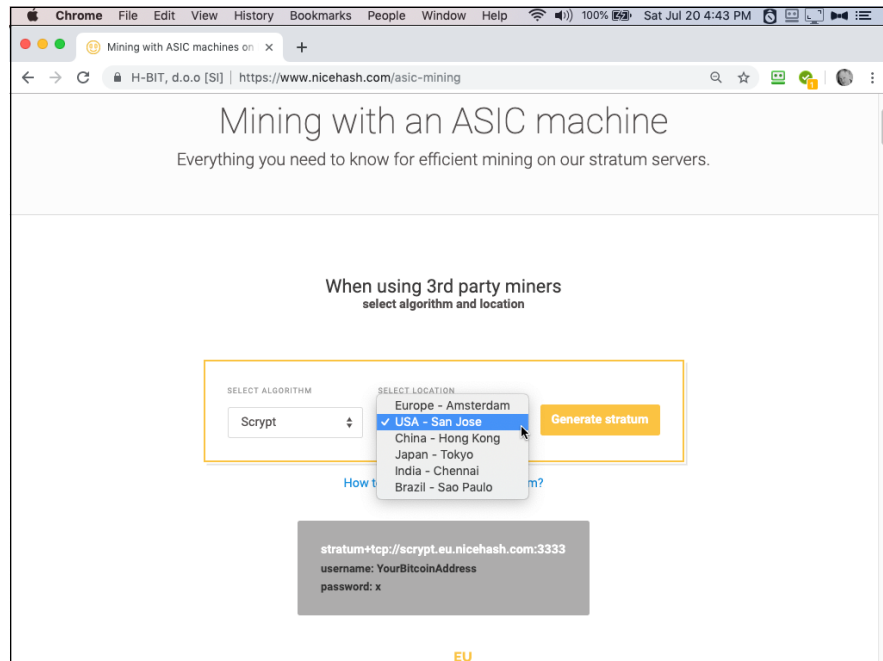 Chrome File Edit View History Bookmarks People Window Help 100% Sat Jul 20 4:43 PM
Mining with ASIC machines on
H-BIT, d.o.o [SI] | https://www.nicehash.com/asic-mining
1
Mining with an ASIC machine
Everything you need to know for efficient mining on our stratum servers.
When using 3rd party miners
select algorithm and location
SELECT ALGORITHM
SELECT LOCATION
Scrypt
Europe - Amsterdam
✓ USA - San Jose
China - Hong Kong
Japan - Tokyo
India - Chennai
Brazil - Sao Paulo
Generate stratum
How
stratum+tcp://scrypt.eu.nicehash.com:3333
username: YourBitcoinAddress
password: x
EU